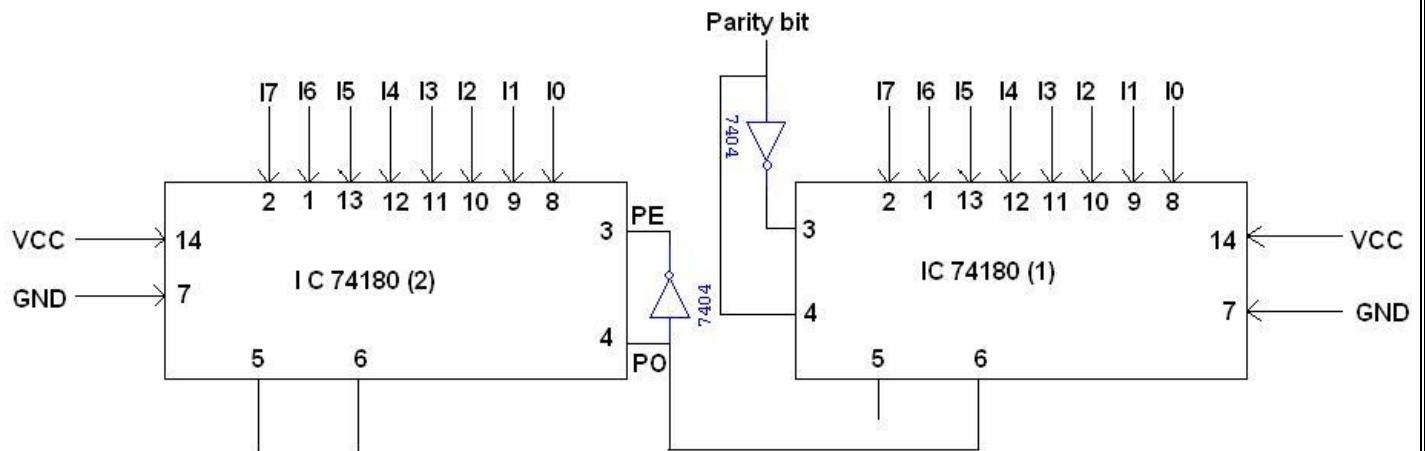 Parity bit
I7 I6 I5 I4 I3 I2 I1 I0
I7 I6 I5 I4 I3 I2 I1 I0
7404
2 1 13 12 11 10 9 8
2 1 13 12 11 10 9 8
PE
3
3
VCC
14
14
VCC
I C 74180 (2)
IC 74180 (1)
GND
7
7404
4
7
GND
4
PO
5 6
5 6